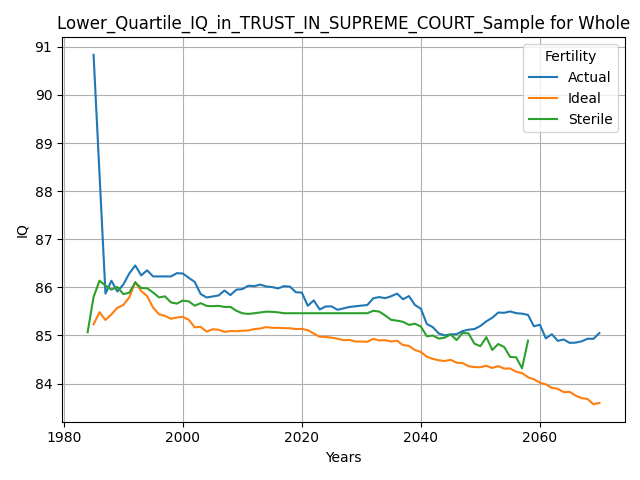 Lower_Quartile_IQ_in_TRUST_IN_SUPREME_COURT_Sample for Whole
Fertility
Actual
Ideal
Sterile
91
90
89
88
87
86
85
84
IQ
1980
2000
2020
2040
2060
Years